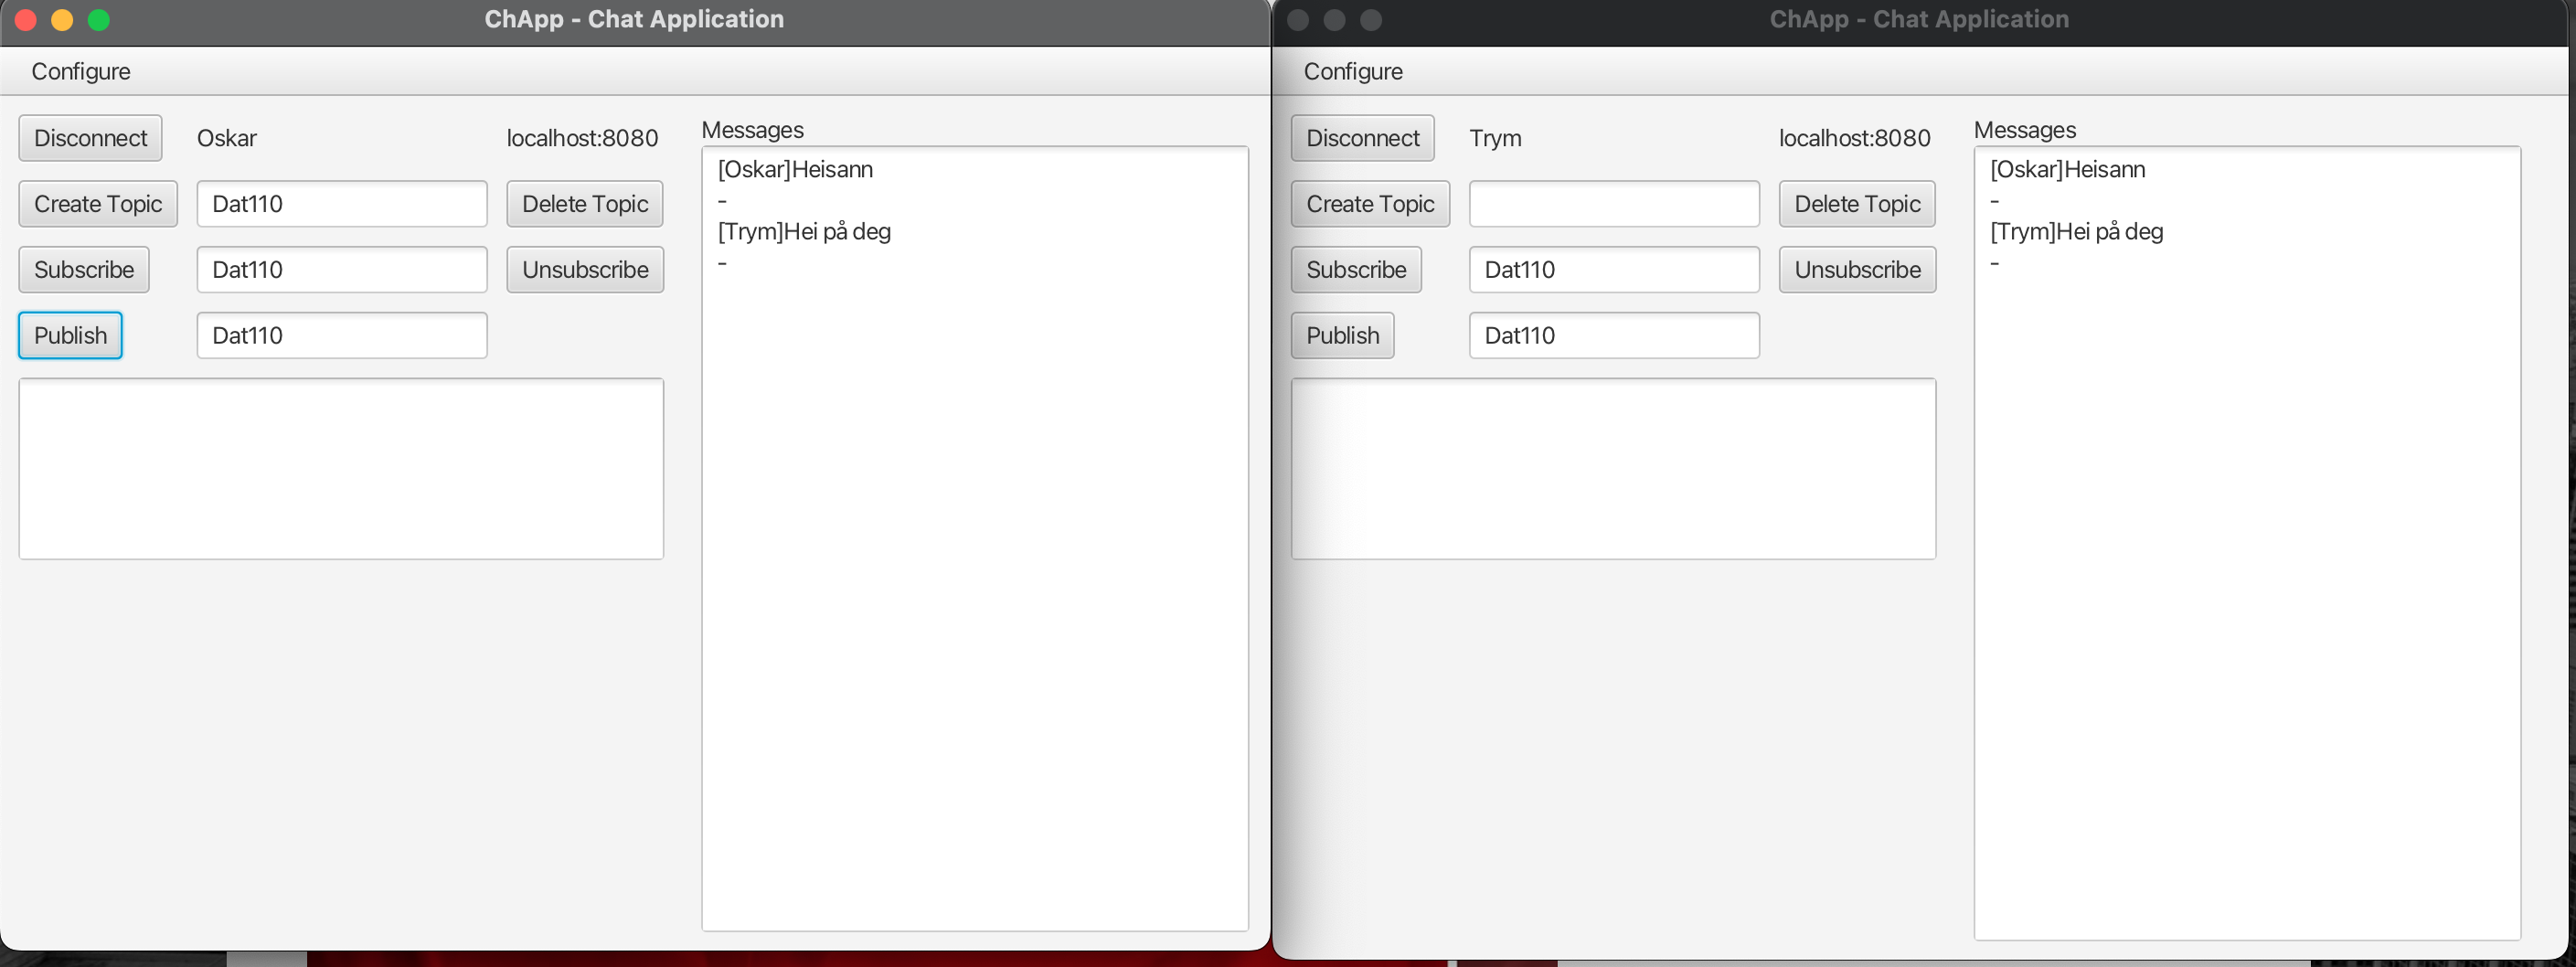 ChApp - Chat Application
Configure
Disconnect Oskar localhost:8080
Create Topic Dat110 Delete Topic
Subscribe Dat110 Unsubscribe
Publish Dat110
Messages
[Oskar]Heisann
-
[Trym]Hei på deg
-
ChApp - Chat Application
Configure
Disconnect Trym localhost:8080
Create Topic Delete Topic
Subscribe Dat110 Unsubscribe
Publish Dat110
Messages
[Oskar]Heisann
-
[Trym]Hei på deg
-